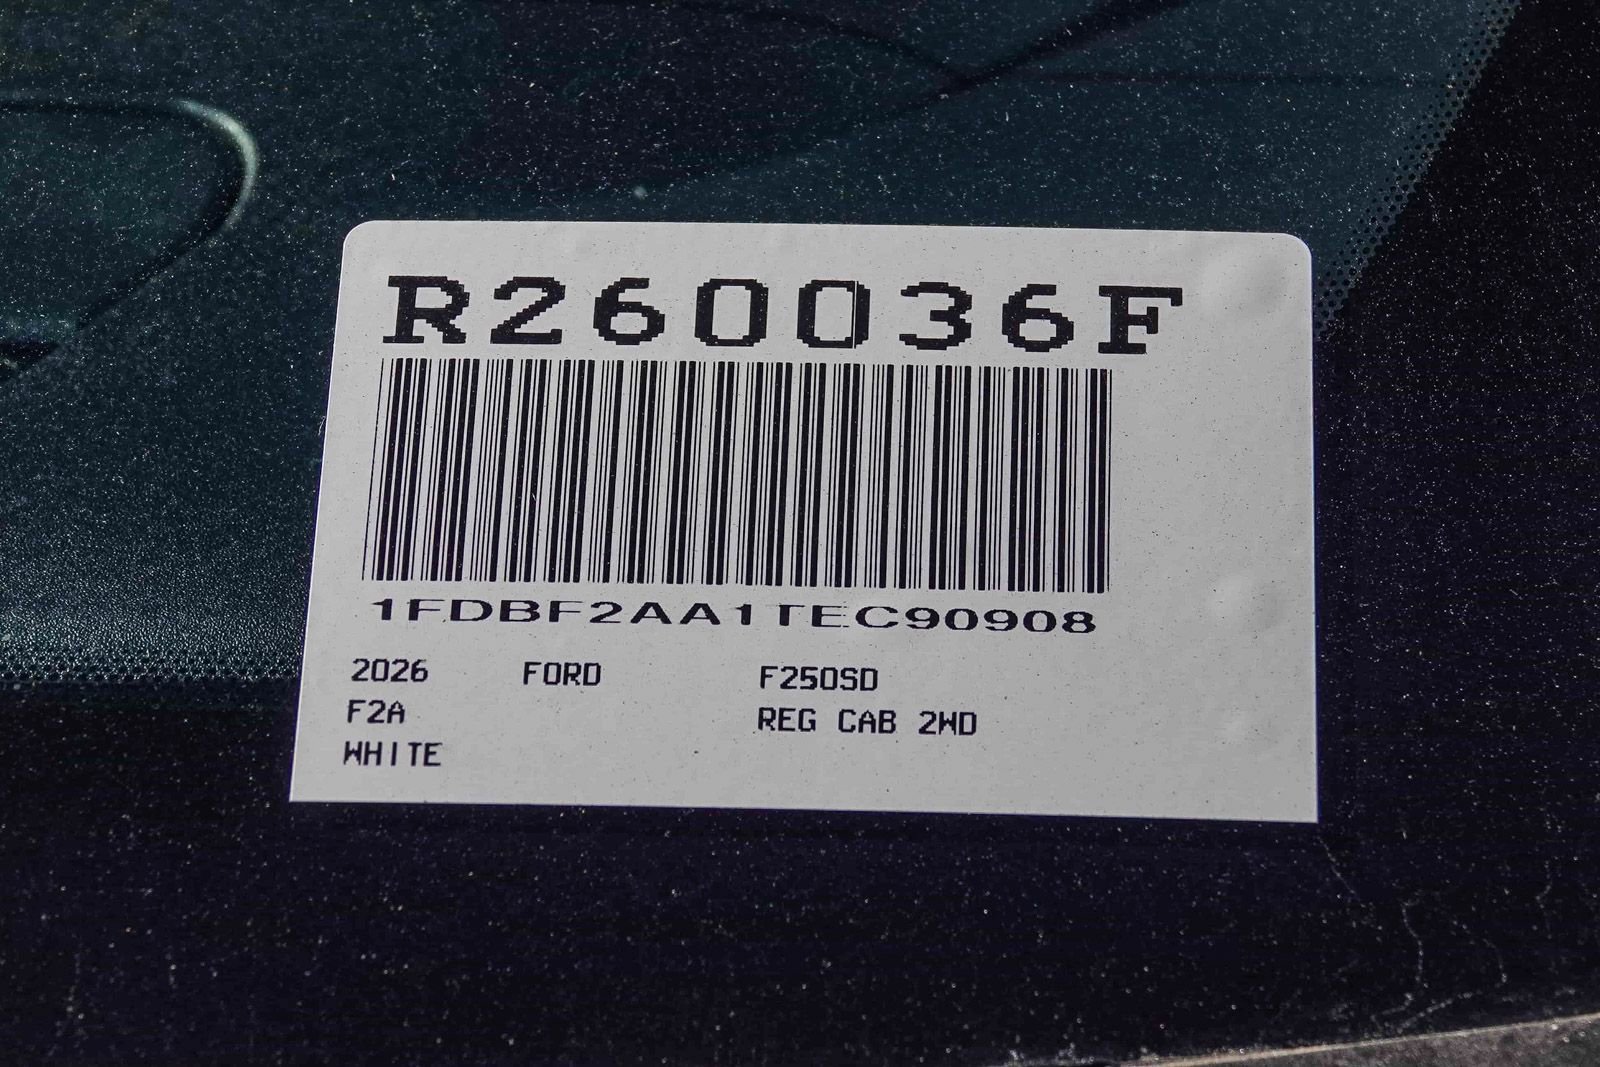 R260036F
1FDBF2AA1TEC90908
2026 FORD F250SD
F2A REG CAB 2WD
WHITE